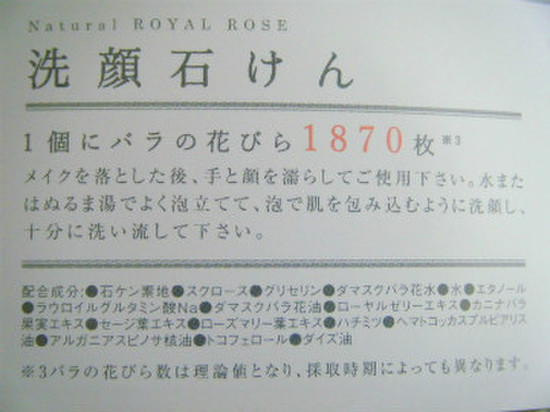 Natural ROYAL ROSE
洗顔石けん
1個にバラの花びら1870枚※3
メイクを落とした後、手と顔を濡らしてご使用下さい。水また
はぬるま湯でよく泡立てて、泡で肌を包み込むように洗顔し、
十分に洗い流して下さい。
配合成分:●石ケン素地●スクロース●グリセリン●ダマスクバラ花水●水●エタノール
●ラウロイルグルタミン酸Na●ダマスクバラ花油●ローヤルゼリーエキス●カニナバラ
果実エキス●セージ葉エキス●ローズマリー葉エキス●ハチミツ●ヘマトコッカスプルビアリス
油●アルガニアスピノサ核油●トコフェロール●ダイズ油
※3バラの花びら数は理論値となり、採取時期によっても異なります。